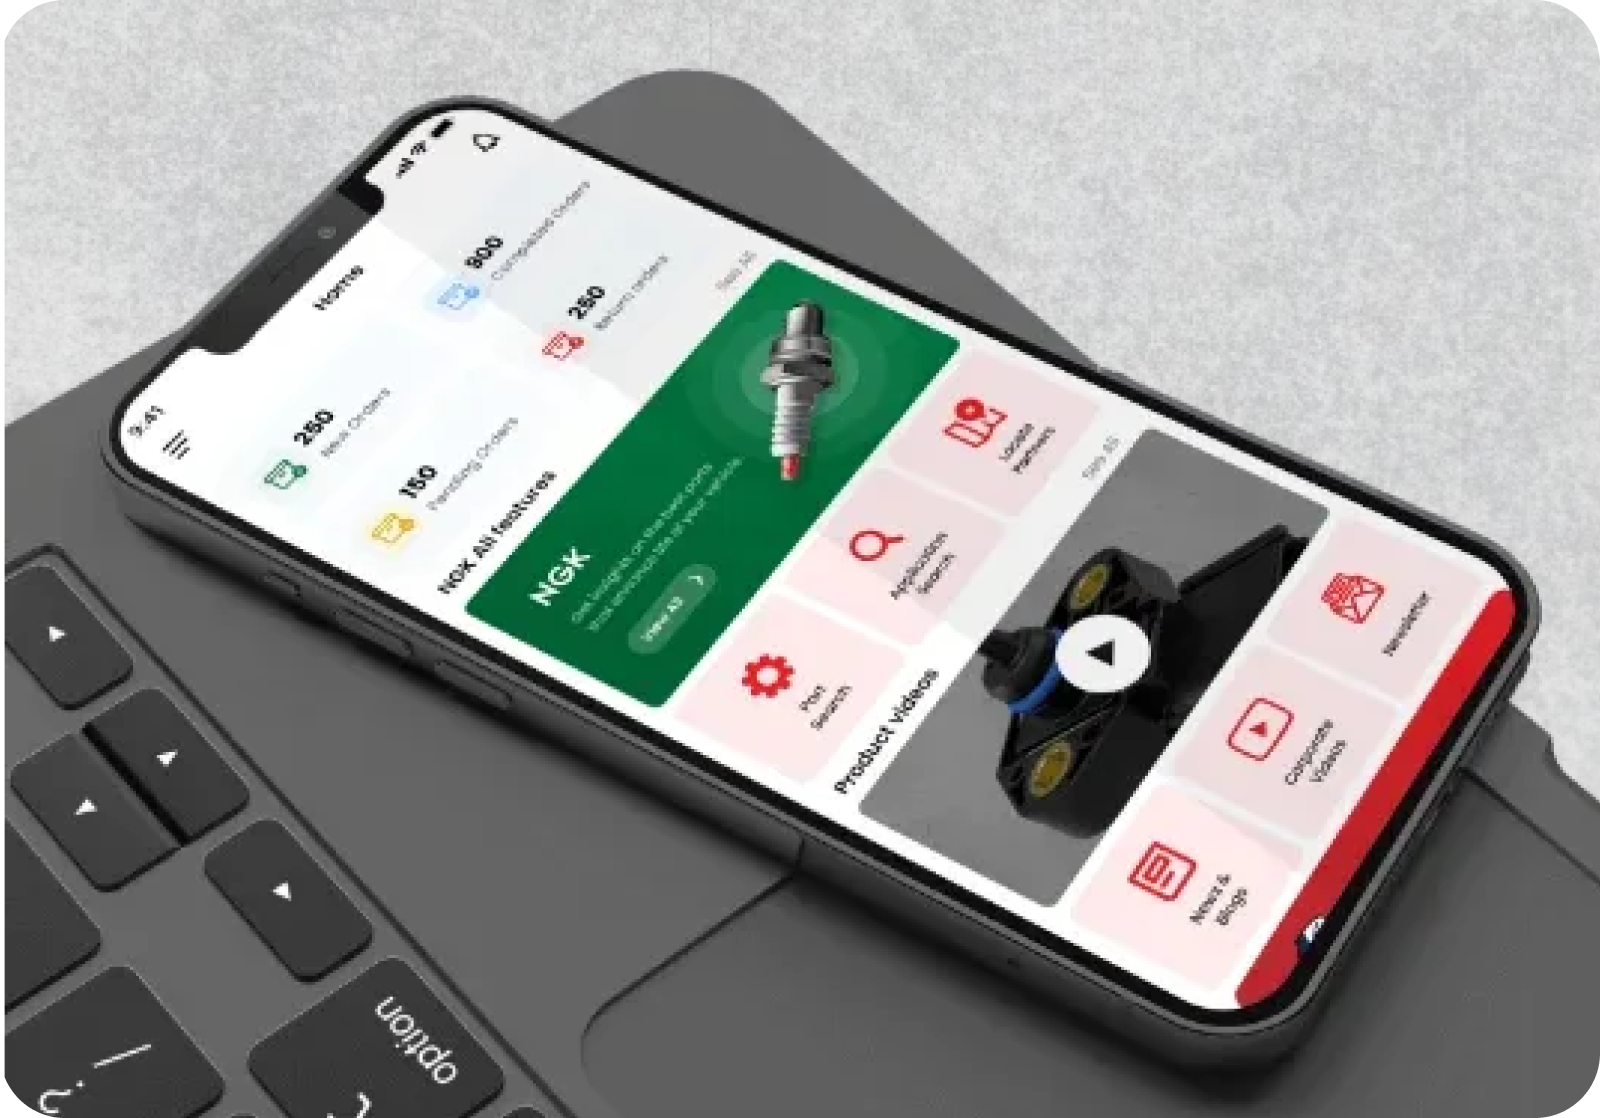 9:41
Home
250
New Orders
900
Completed Orders
150
Pending Orders
250
Return orders
NGK All features
See All
NGK
Get insights on the best parts
that enhance life of your vehicle.
View All
Part
Search
Application
Search
Locate
Partners
Product videos
See All
News &
Blogs
Corporate
Videos
Newsletter
option
?
/